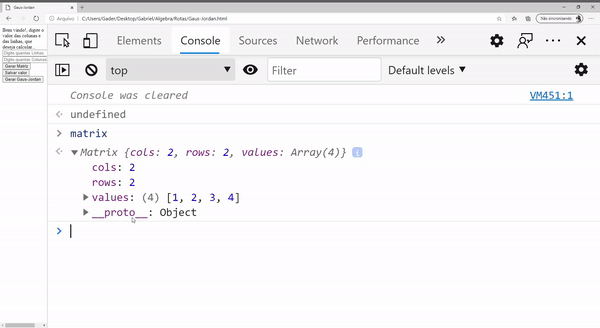 Gaus-Jordan
Arquivo
C:/Users/Gader/Desktop/Gabriel/Algebra/Rotas/Gaus-Jordan.html
Não sincronizando
Bem vindo!, digite o
valor das colunas e
das linhas, que
deseja calcular...
Digite quantas Linhas
Digite quantas Colunas
Gerar Matriz
Salvar valor
Gerar Gaus-Jordan
Elements
Console
Sources
Network
Performance
»
top
Filter
Default levels
Console was cleared
VM451:1
undefined
matrix
Matrix {cols: 2, rows: 2, values: Array(4)}
cols: 2
rows: 2
values: (4) [1, 2, 3, 4]
__proto__: Object